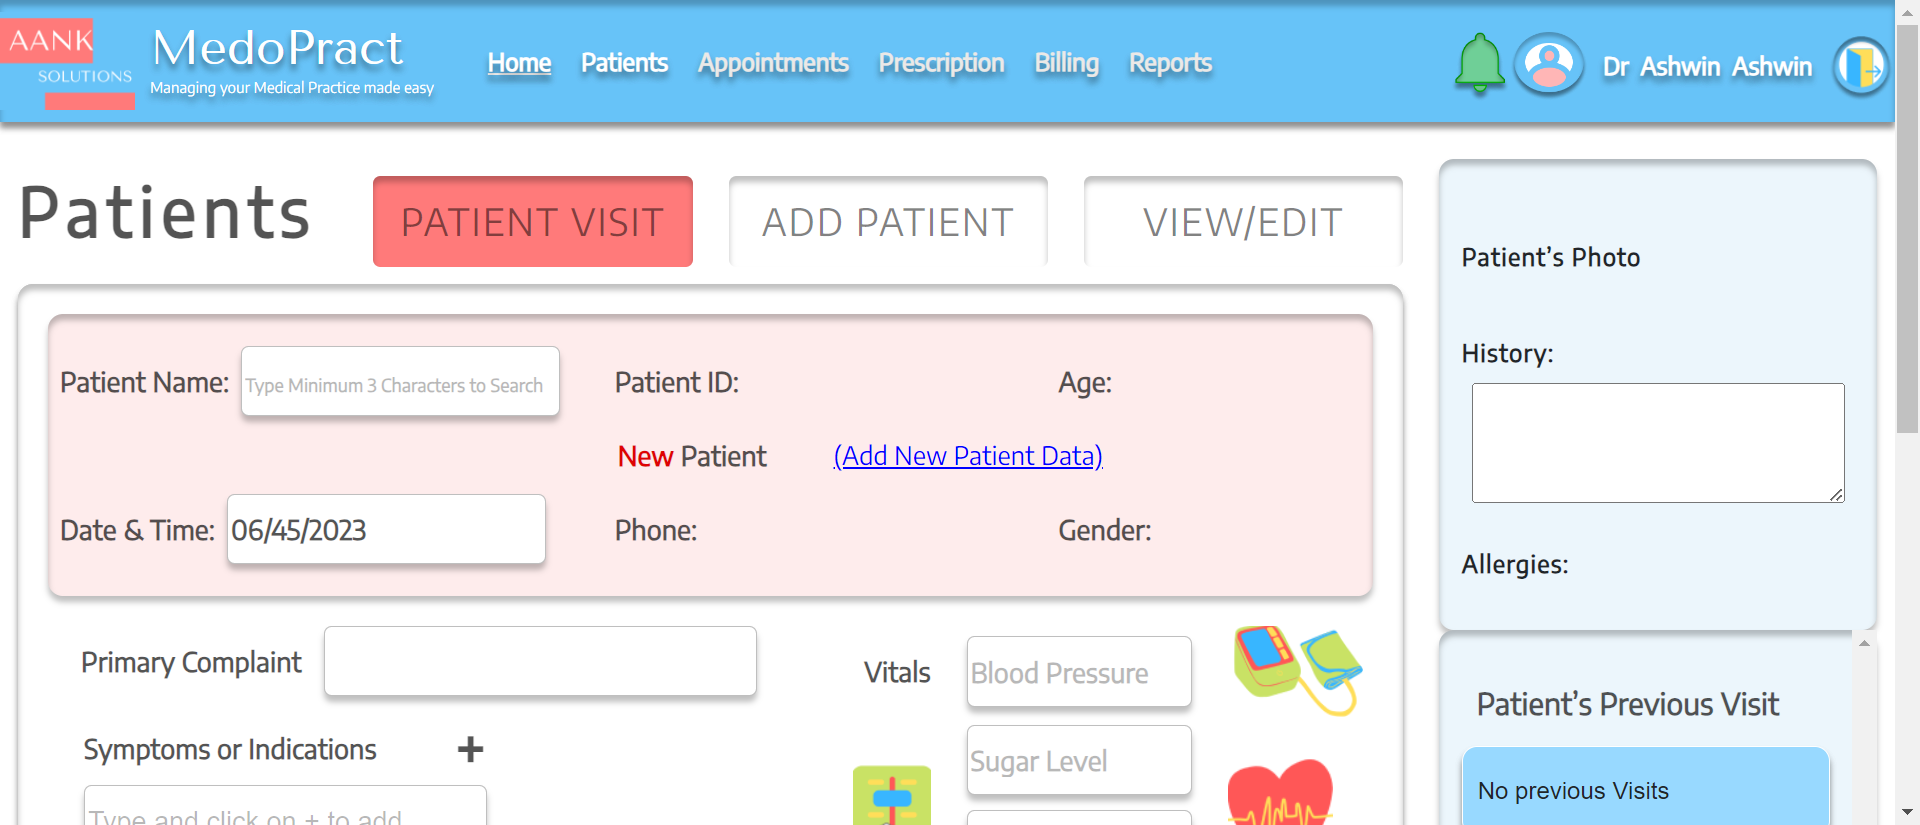 AANK
SOLUTIONS
MedoPract
Managing your Medical Practice made easy
Home Patients Appointments Prescription Billing Reports
Dr Ashwin Ashwin
Patients
PATIENT VISIT
ADD PATIENT
VIEW/EDIT
Patient Name: Type Minimum 3 Characters to Search
Patient ID:
Age:
New Patient (Add New Patient Data)
Date & Time: 06/45/2023
Phone:
Gender:
Primary Complaint
Vitals
Blood Pressure
Sugar Level
Symptoms or Indications +
Type and click on + to add
Patient’s Photo
History:
Allergies:
Patient’s Previous Visit
No previous Visits